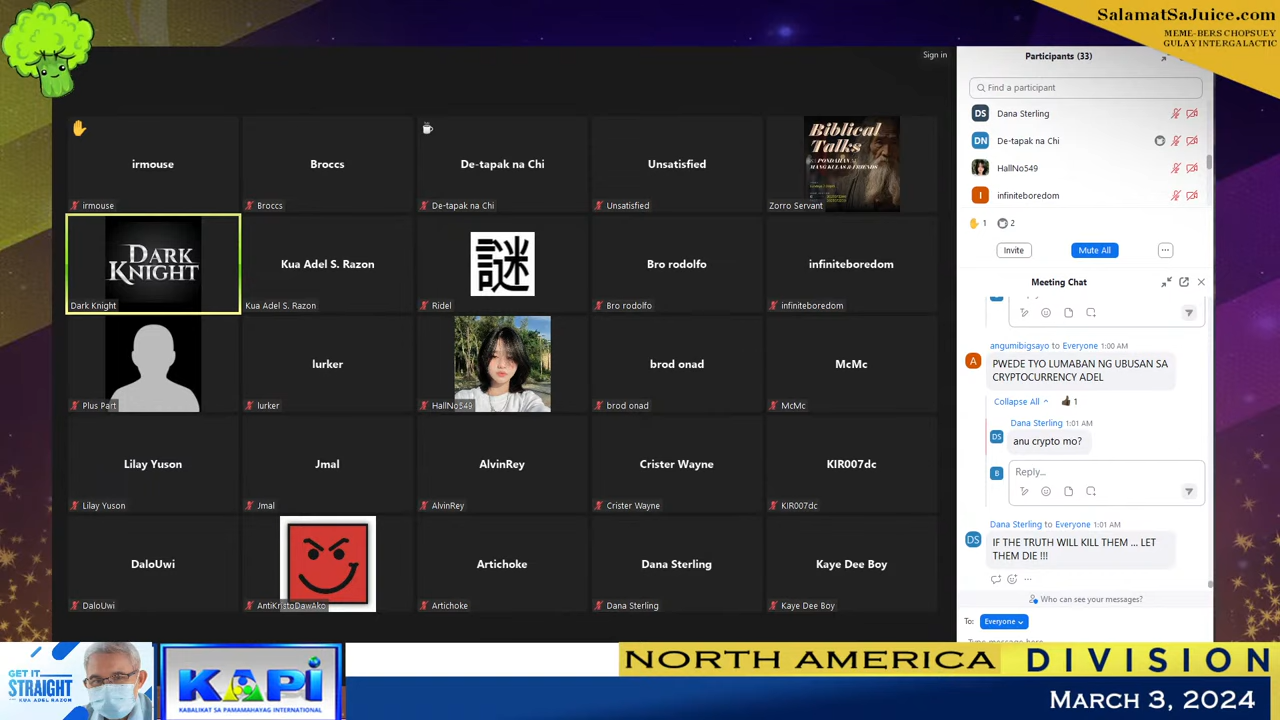 SalamatSaJuice.com
MEME-BERS CHOPSUEY
GULAY INTERGALACTIC
Sign in
irmouse
irmouse
Broccs
Broccs
De-tapak na Chi
De-tapak na Chi
Unsatisfied
Unsatisfied
Biblical
Talks
Zorro Servant
DARK
KNIGHT
Dark Knight
Kua Adel S. Razon
Kua Adel S. Razon
謎
Ridel
Bro rodolfo
Bro rodolfo
infiniteboredom
infiniteboredom
Plus Part
lurker
lurker
HallNo549
brod onad
brod onad
McMc
McMc
Lilay Yuson
Lilay Yuson
Jmal
Jmal
AlvinRey
AlvinRey
Crister Wayne
Crister Wayne
KIR007dc
KIR007dc
DaloUwi
DaloUwi
AntiKristoDawAko
Artichoke
Artichoke
Dana Sterling
Dana Sterling
Kaye Dee Boy
Kaye Dee Boy
Participants (33)
Find a participant
DS Dana Sterling
DN De-tapak na Chi
HallNo549
I infiniteboredom
1 2
Invite Mute All
Meeting Chat
angumibigsayo to Everyone 1:00 AM
A
PWEDE TYO LUMABAN NG UBUSAN SA
CRYPTOCURRENCY ADEL
Collapse All 1
Dana Sterling 1:01 AM
DS anu crypto mo?
B Reply...
Dana Sterling to Everyone 1:01 AM
DS IF THE TRUTH WILL KILL THEM ... LET
THEM DIE !!!
Who can see your messages?
To: Everyone
GET IT
STRAIGHT
KUA ADEL RAZON
KAPI
KABALIKAT SA PAMAMAHAYAG INTERNATIONAL
NORTH AMERICA DIVISION
MARCH 3, 2024